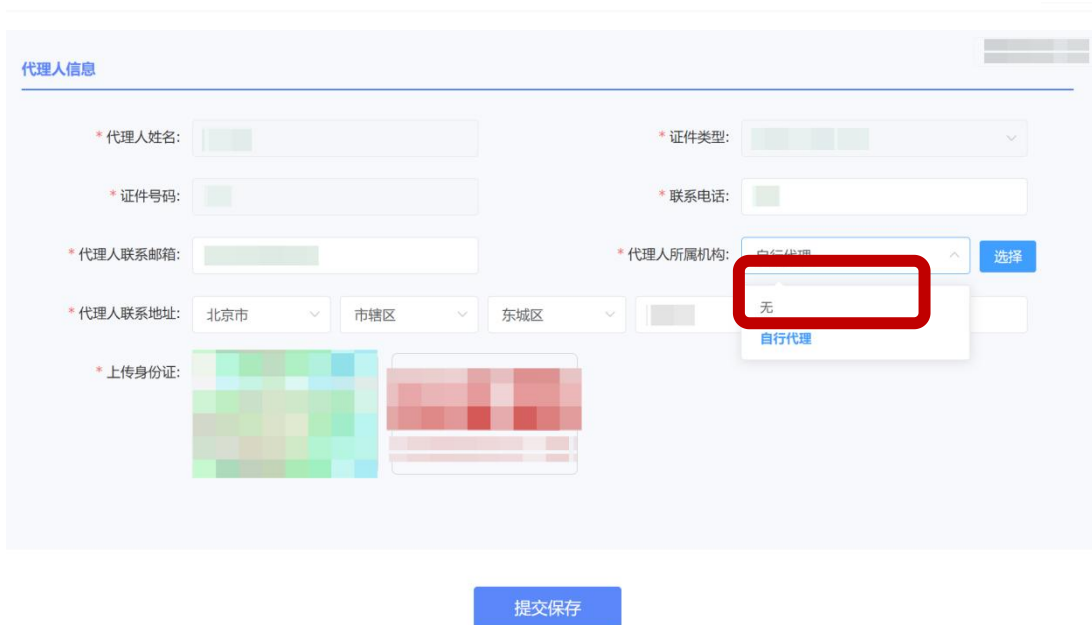 代理人信息
* 代理人姓名:
* 证件类型:
* 证件号码:
* 联系电话:
* 代理人联系邮箱:
* 代理人所属机构: 自行代理 选择
* 代理人联系地址: 北京市 市辖区 东城区
无
自行代理
* 上传身份证:
提交保存